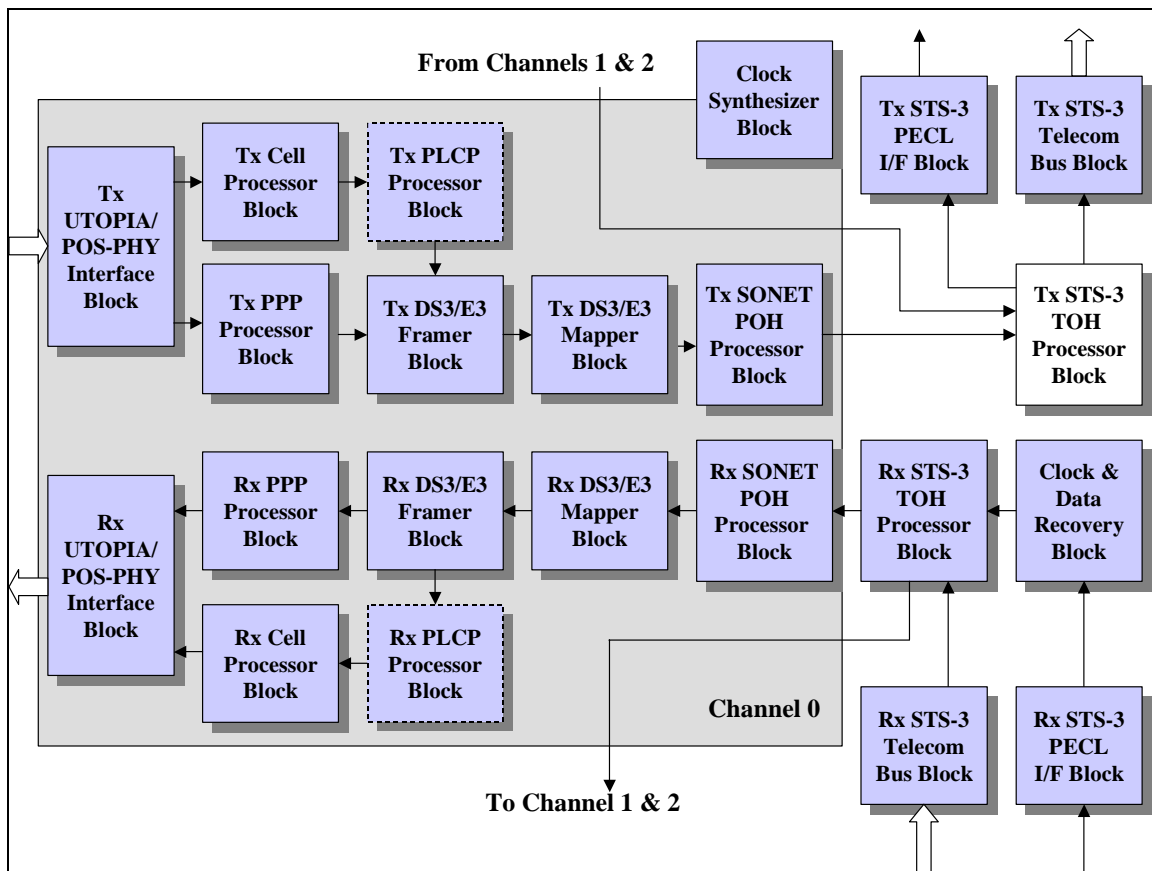 From Channels 1 & 2
Clock
Synthesizer
Block
Tx STS-3
PECL
I/F Block
Tx STS-3
Telecom
Bus Block
Tx
UTOPIA/
POS-PHY
Interface
Block
Tx Cell
Processor
Block
Tx PLCP
Processor
Block
Tx PPP
Processor
Block
Tx DS3/E3
Framer
Block
Tx DS3/E3
Mapper
Block
Tx SONET
POH
Processor
Block
Tx STS-3
TOH
Processor
Block
Rx
UTOPIA/
POS-PHY
Interface
Block
Rx PPP
Processor
Block
Rx DS3/E3
Framer
Block
Rx DS3/E3
Mapper
Block
Rx SONET
POH
Processor
Block
Rx STS-3
TOH
Processor
Block
Clock &
Data
Recovery
Block
Rx Cell
Processor
Block
Rx PLCP
Processor
Block
Channel 0
Rx STS-3
Telecom
Bus Block
Rx STS-3
PECL
I/F Block
To Channel 1 & 2